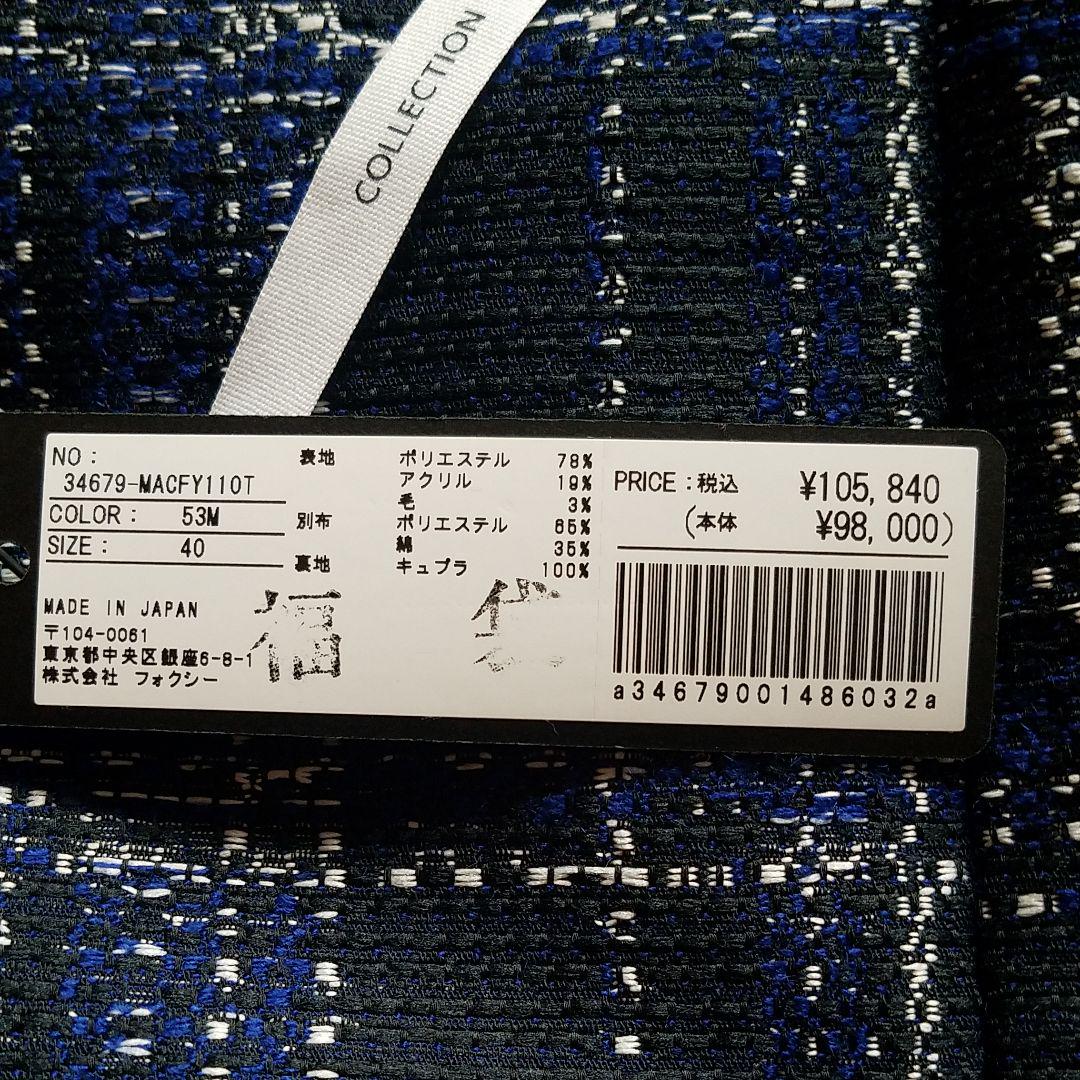 COLLECTION
NO:
34679-MACFY110T
COLOR: 53M
SIZE: 40
表地 ポリエステル 78%
アクリル 19%
毛 3%
別布 ポリエステル 65%
綿 35%
裏地 キュプラ 100%
MADE IN JAPAN
〒104-0061
東京都中央区銀座6-8-1
株式会社 フォクシー
福袋
PRICE:税込 ¥105,840
(本体 ¥98,000)
a34679001486032a